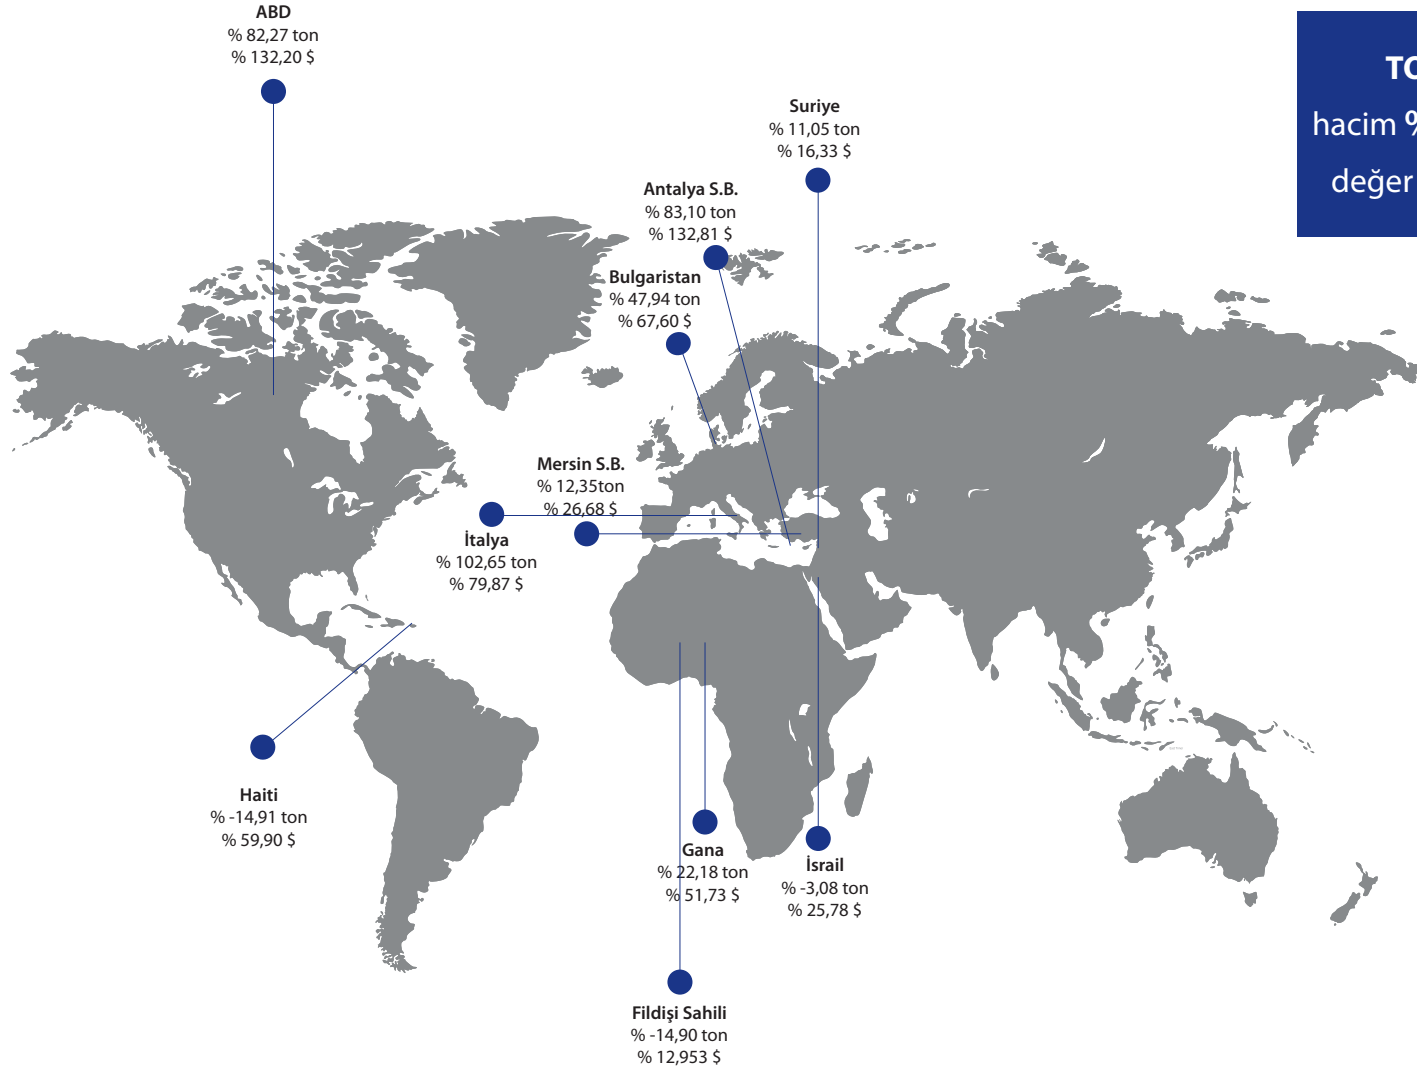 ABD
% 82,27 ton
% 132,20 $
TO
hacim %
değer
Suriye
% 11,05 ton
% 16,33 $
Antalya S.B.
% 83,10 ton
% 132,81 $
Bulgaristan
% 47,94 ton
% 67,60 $
Mersin S.B.
% 12,35ton
% 26,68 $
İtalya
% 102,65 ton
% 79,87 $
Haiti
% -14,91 ton
% 59,90 $
Gana
% 22,18 ton
% 51,73 $
İsrail
% -3,08 ton
% 25,78 $
Fildişi Sahili
% -14,90 ton
% 12,953 $